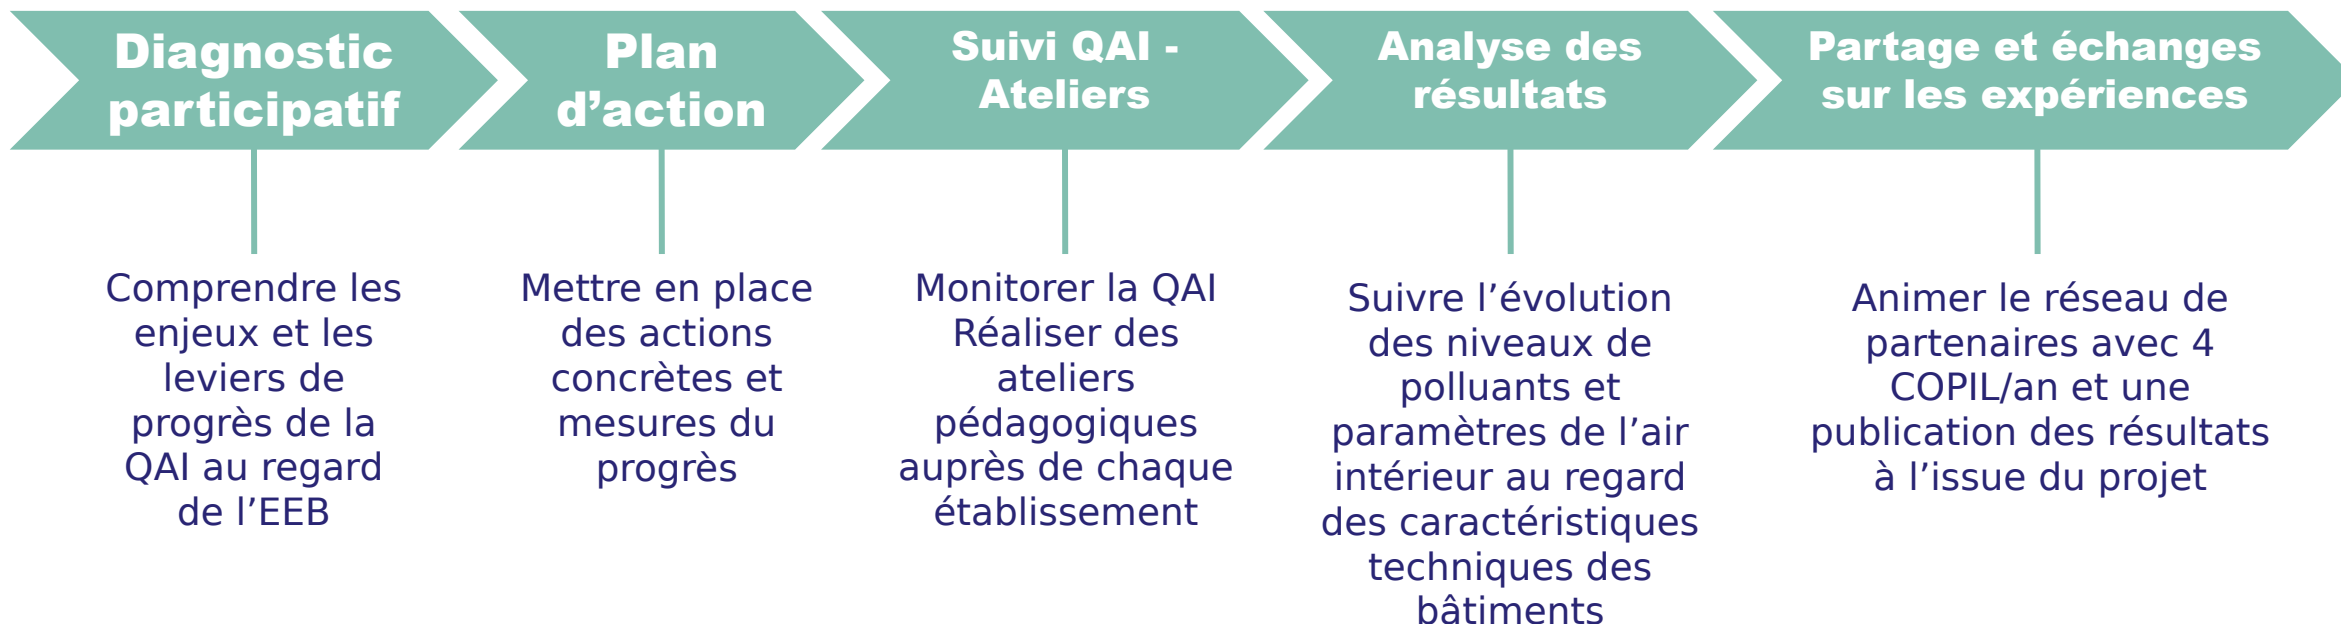 Diagnostic
participatif
Plan
d’action
Suivi QAI -
Ateliers
Analyse des
résultats
Partage et échanges
sur les expériences
Comprendre les
enjeux et les
leviers de
progrès de la
QAI au regard
de l’EEB
Mettre en place
des actions
concrètes et
mesures du
progrès
Monitorer la QAI
Réaliser des
ateliers
pédagogiques
auprès de chaque
établissement
Suivre l’évolution
des niveaux de
polluants et
paramètres de l’air
intérieur au regard
des caractéristiques
techniques des
bâtiments
Animer le réseau de
partenaires avec 4
COPIL/an et une
publication des résultats
à l’issue du projet